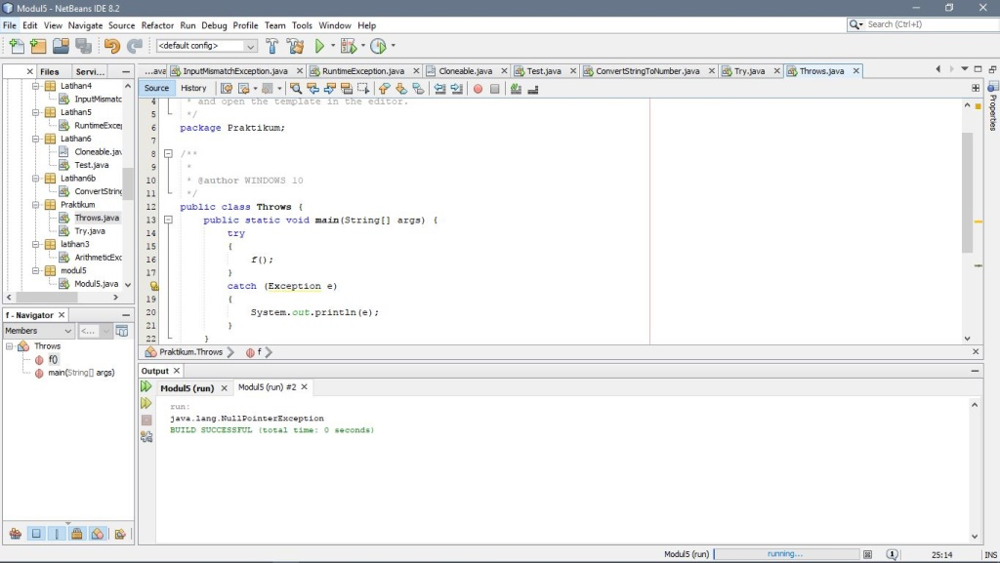 Modul5 - NetBeans IDE 8.2
File Edit View Navigate Source Refactor Run Debug Profile Team Tools Window Help
Search (Ctrl+I)
<default config>
Files Servi...
...ava InputMismatchException.java RuntimeException.java Cloneable.java Test.java ConvertStringToNumber.java Try.java Throws.java
Source History
Latihan4
InputMismatc
Latihan5
RuntimeExcep
Latihan6
Cloneable.jav
Test.java
Latihan6b
ConvertString
Praktikum
Throws.java
Try.java
latihan3
ArithmeticExc
modul5
Modul5.java
4 * and open the template in the editor.
5 */
6 package Praktikum;
7
8 /**
9 *
10 * @author WINDOWS 10
11 */
12 public class Throws {
13 public static void main(String[] args) {
14 try
15 {
16 f();
17 }
catch (Exception e)
19 {
20 System.out.println(e);
21 }
22 }
Properties
Praktikum.Throws f
f - Navigator
Members <...
Throws
f()
main(String[] args)
Output
Modul5 (run) Modul5 (run) #2
run:
java.lang.NullPointerException
BUILD SUCCESSFUL (total time: 0 seconds)
Modul5 (run) running... 1 25:14 INS